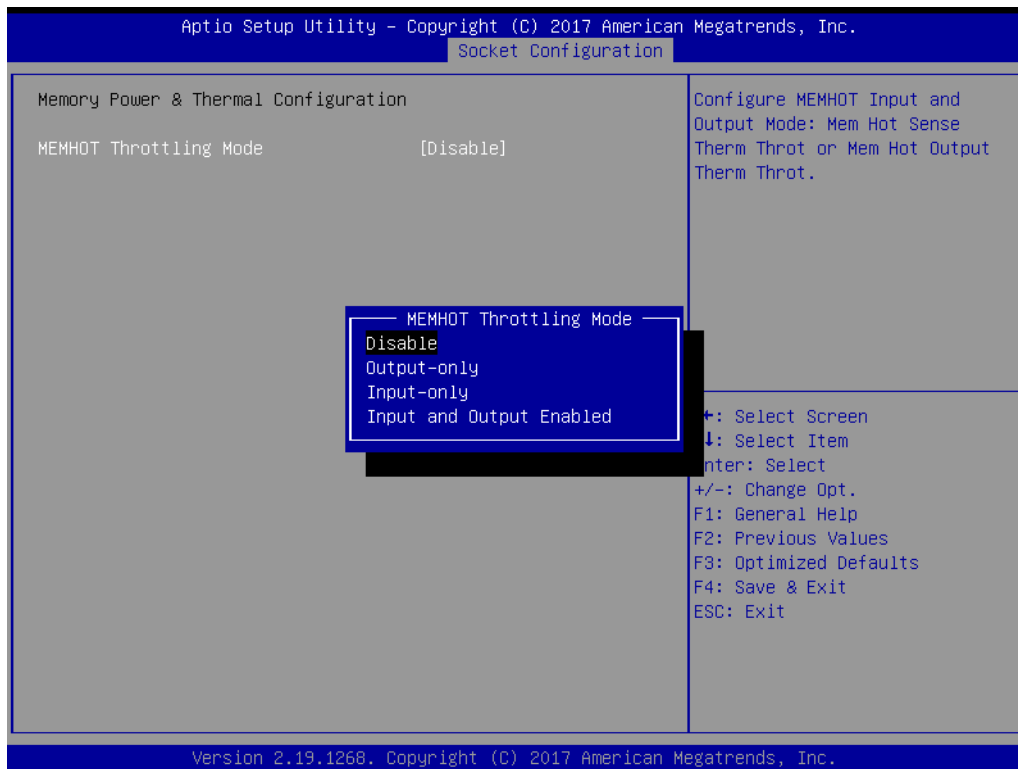 Aptio Setup Utility – Copyright (C) 2017 American Megatrends, Inc.
Socket Configuration
Memory Power & Thermal Configuration
MEMHOT Throttling Mode [Disable]
Configure MEMHOT Input and
Output Mode: Mem Hot Sense
Therm Throt or Mem Hot Output
Therm Throt.
MEMHOT Throttling Mode
Disable
Output-only
Input-only
Input and Output Enabled
: Select Screen
: Select Item
nter: Select
+/-: Change Opt.
F1: General Help
F2: Previous Values
F3: Optimized Defaults
F4: Save & Exit
ESC: Exit
Version 2.19.1268. Copyright (C) 2017 American Megatrends, Inc.